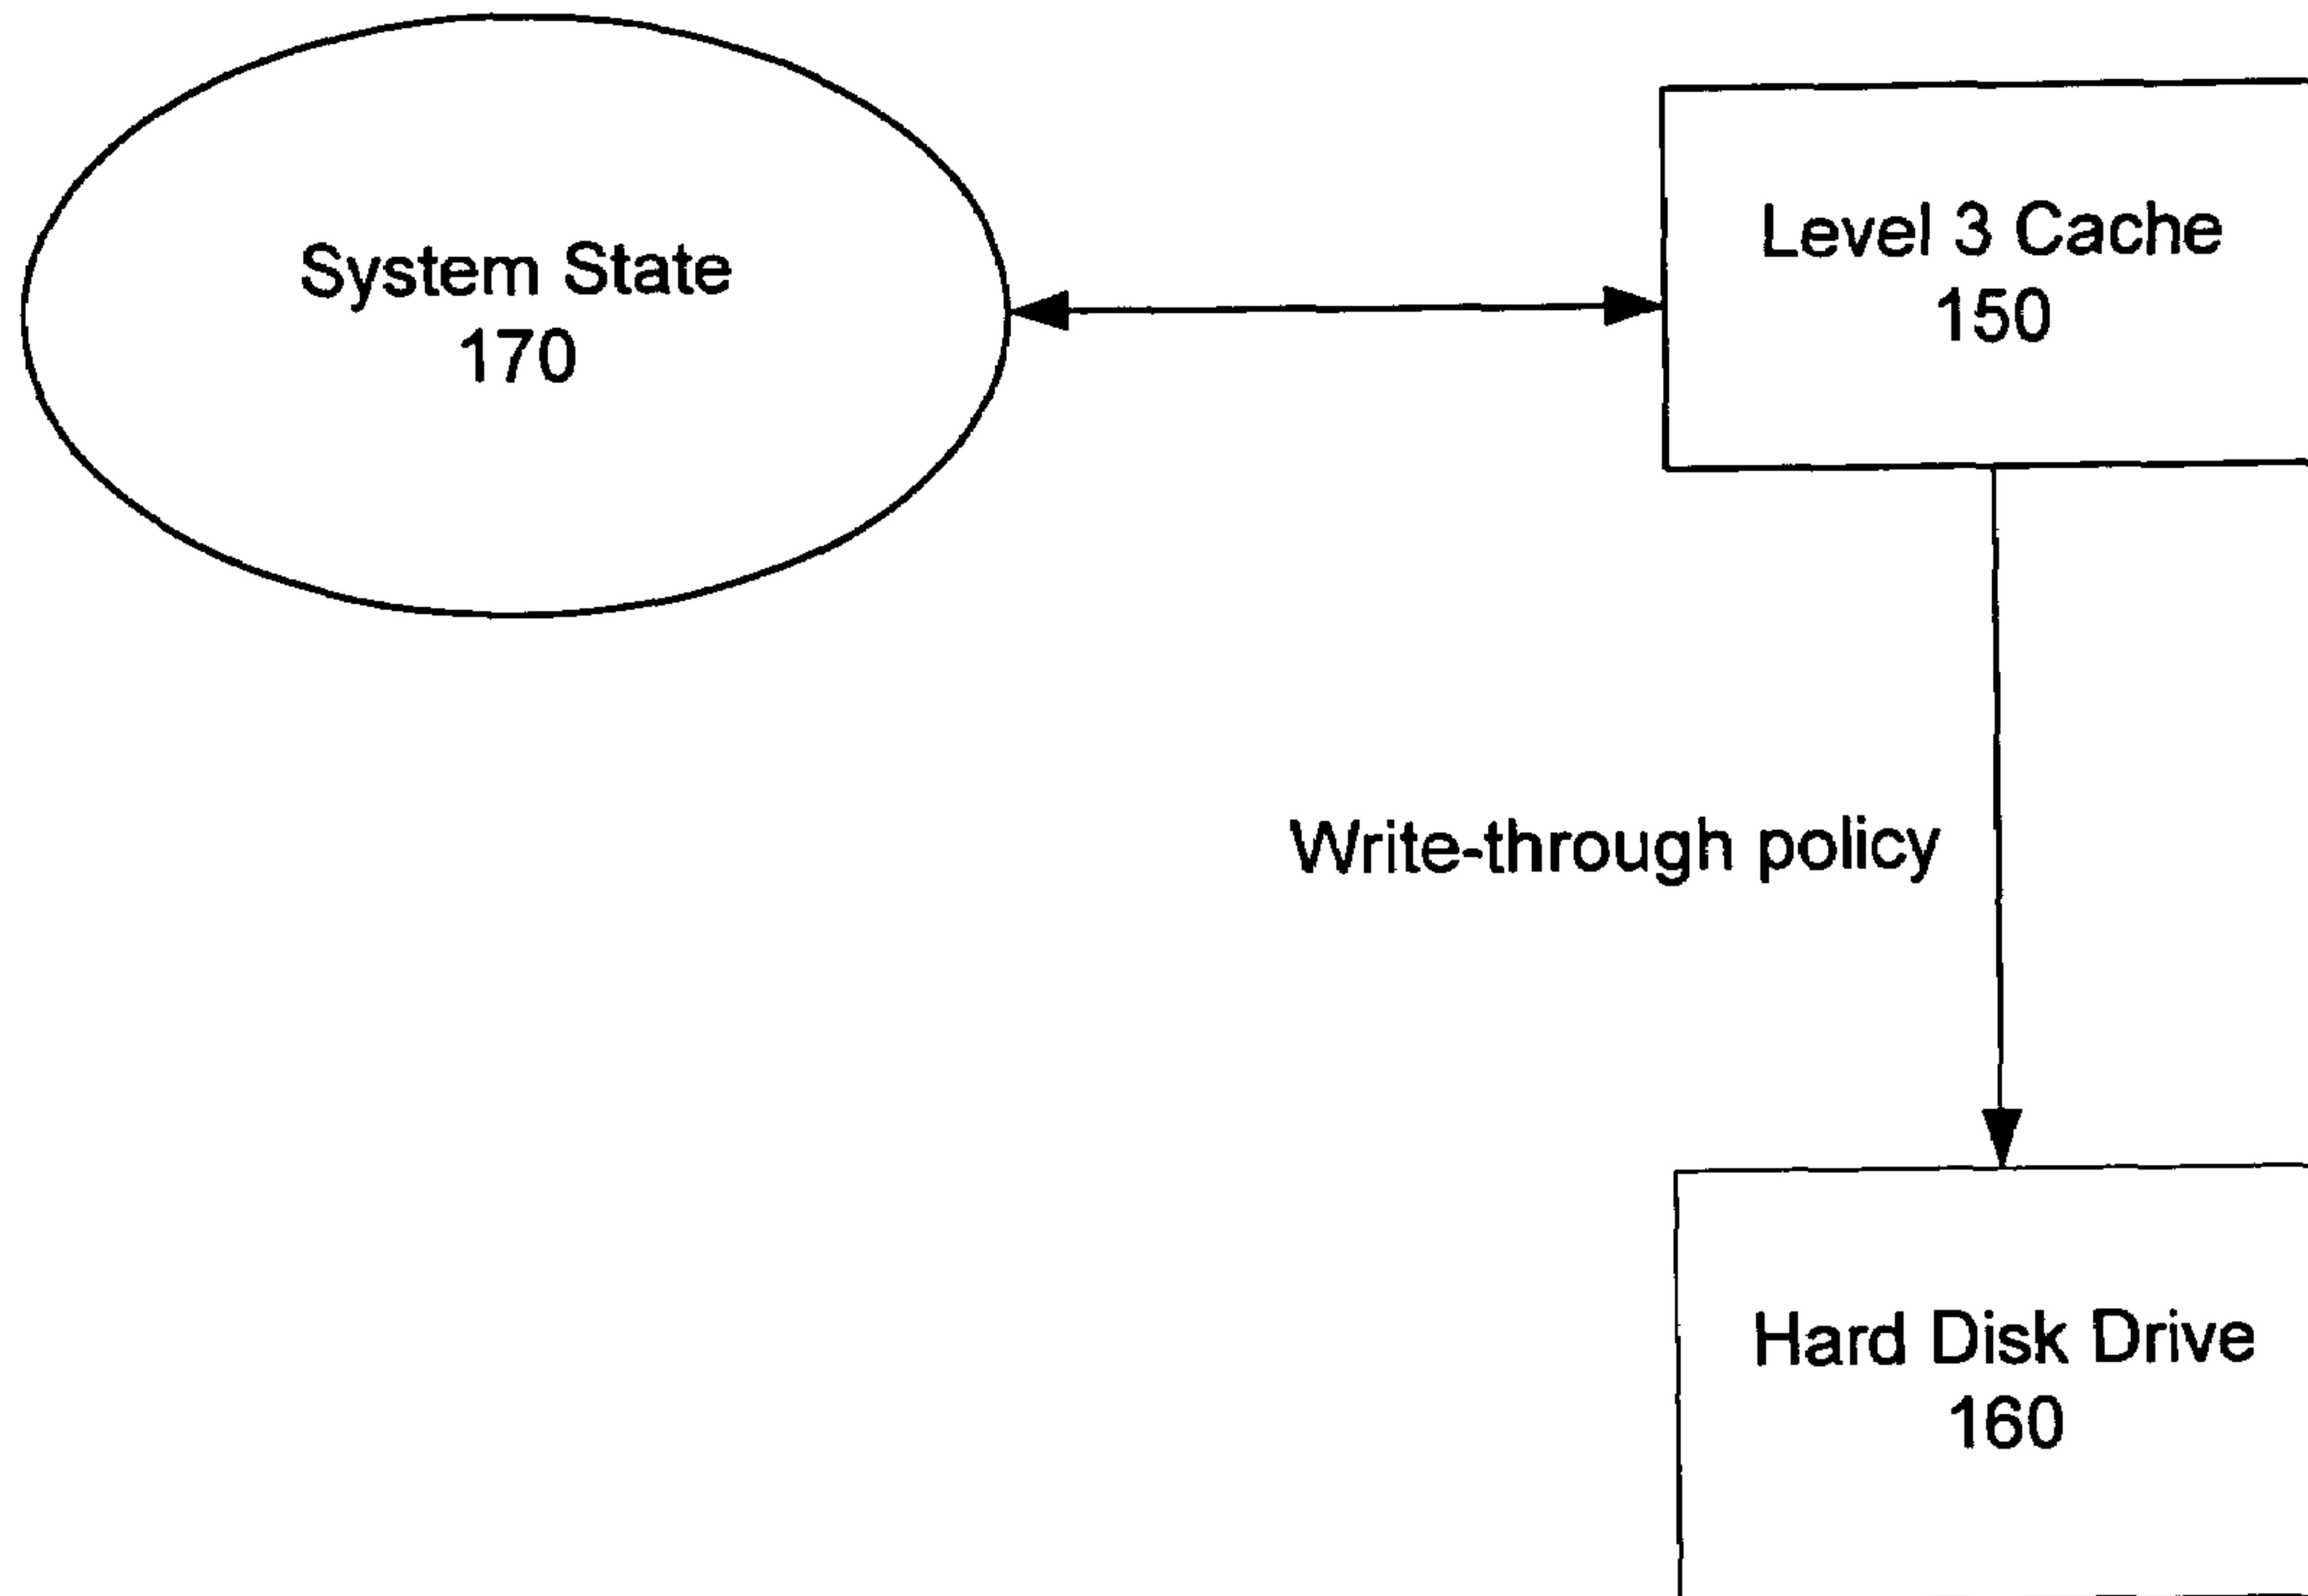 System State
170
Level 3 Cache
150
Write-through policy
Hard Disk Drive
160